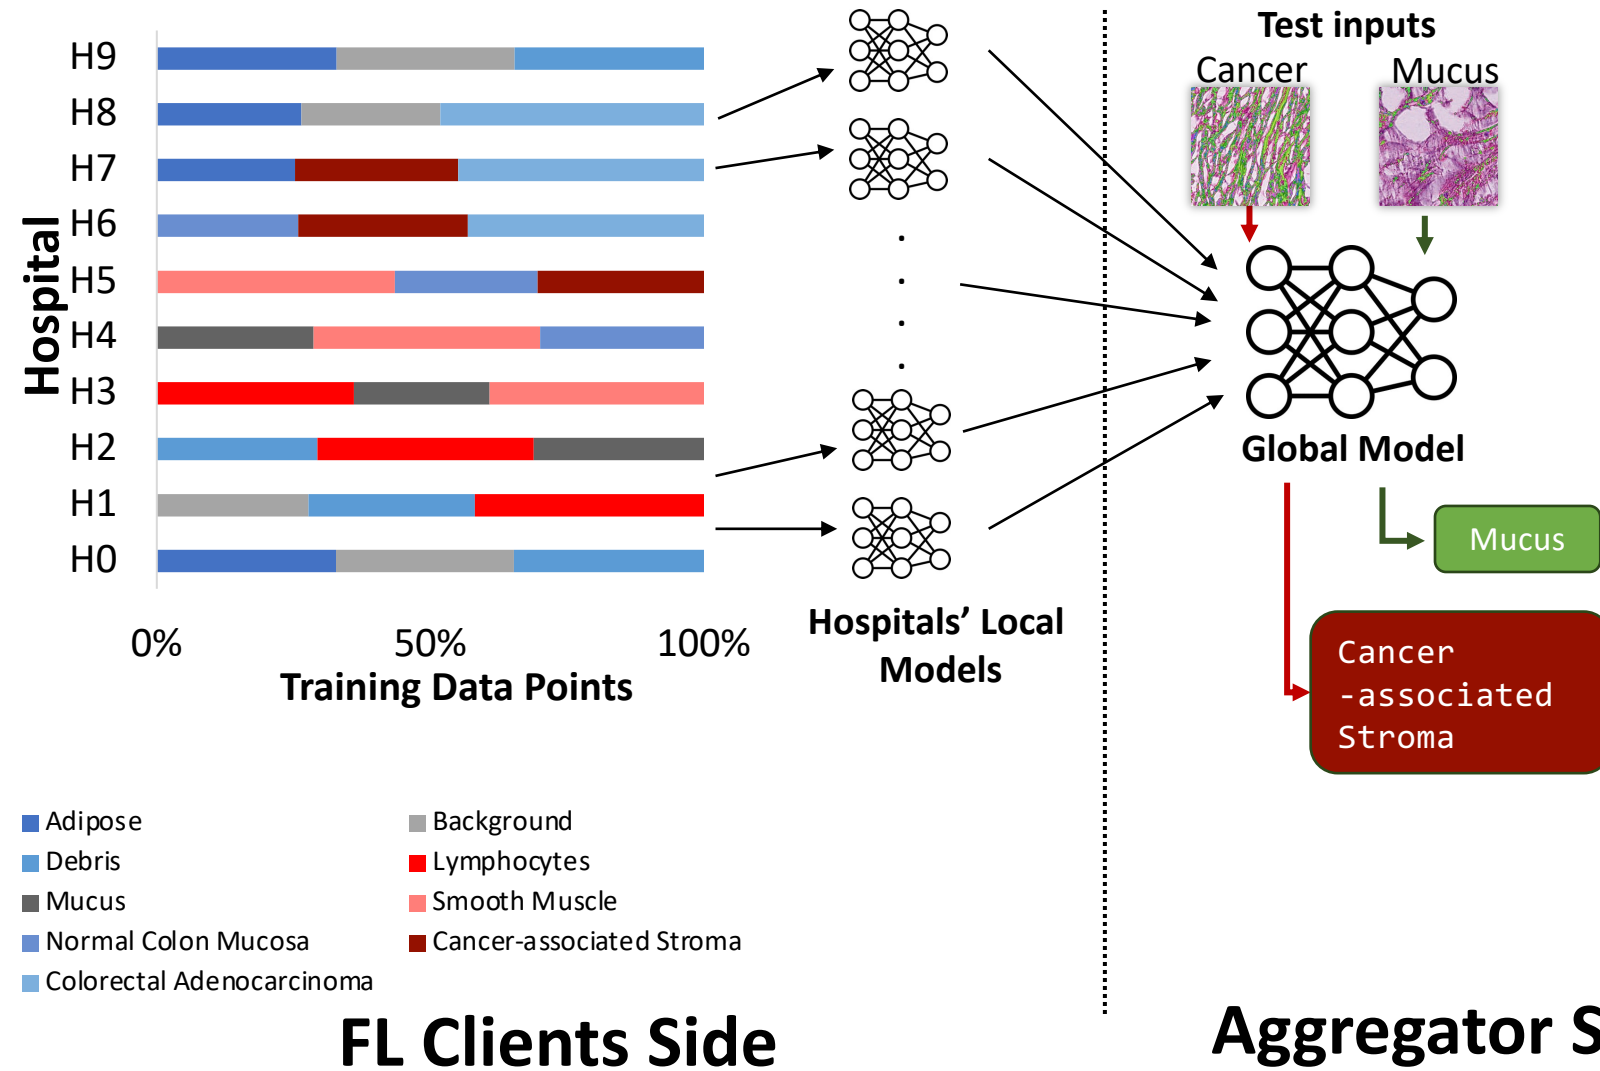 H9
H8
H7
H6
H5
H4
H3
H2
H1
H0
Hospital
0%
50%
100%
Training Data Points
Hospitals’ Local
Models
Test inputs
Cancer
Mucus
Global Model
Mucus
Cancer
-associated
Stroma
Adipose
Background
Debris
Lymphocytes
Mucus
Smooth Muscle
Normal Colon Mucosa
Cancer-associated Stroma
Colorectal Adenocarcinoma
FL Clients Side
Aggregator S